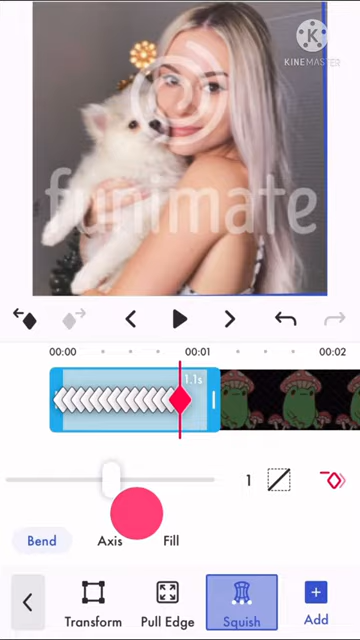 KINEMASTER
funimate
00:00
00:01
00:02
1.1s
1
Bend
Axis
Fill
Transform
Pull Edge
Squish
Add